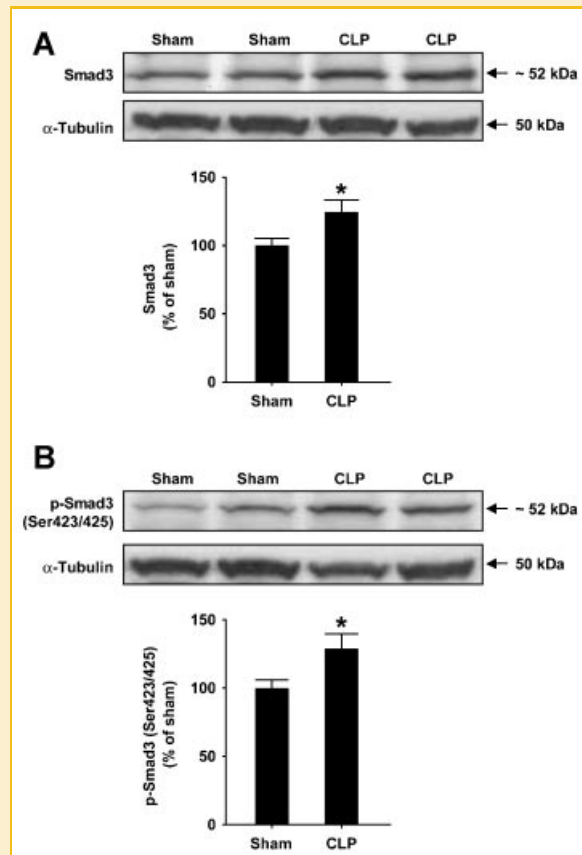 A
Sham Sham CLP CLP
Smad3 ~ 52 kDa
α-Tubulin 50 kDa
150
100
50
0
Smad3
(% of sham)
*
Sham CLP
B
Sham Sham CLP CLP
p-Smad3
(Ser423/425)
~ 52 kDa
α-Tubulin 50 kDa
150
100
50
0
p-Smad3 (Ser423/425)
(% of sham)
*
Sham CLP